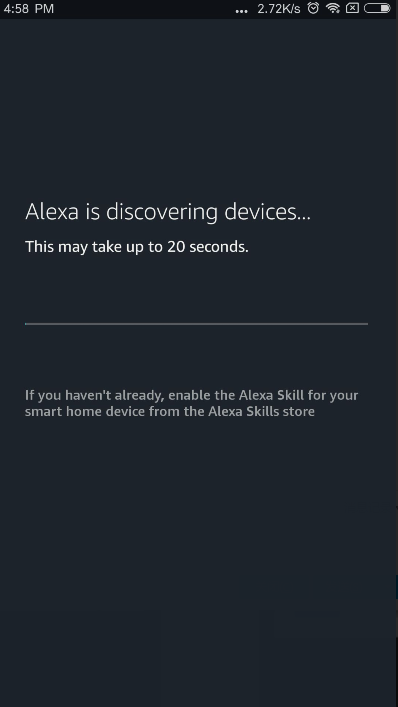 4:58 PM ... 2.72K/s
Alexa is discovering devices...
This may take up to 20 seconds.
If you haven't already, enable the Alexa Skill for your
smart home device from the Alexa Skills store